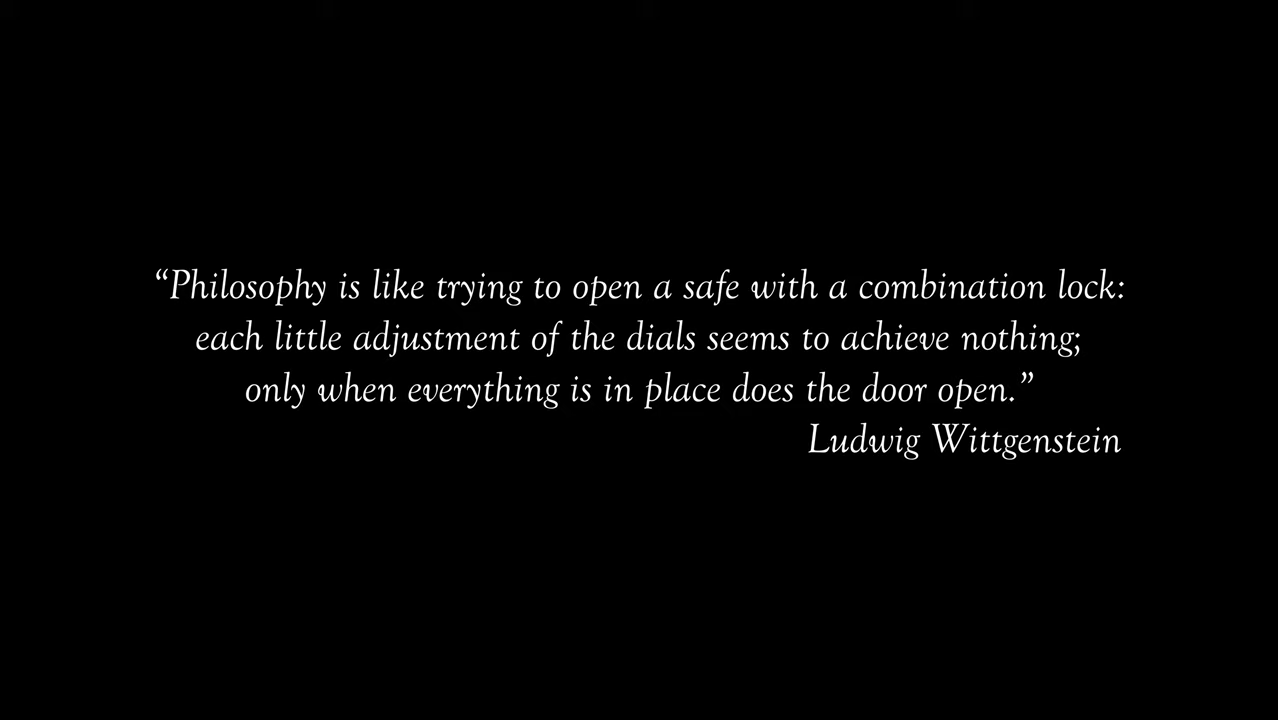 “Philosophy is like trying to open a safe with a combination lock:
each little adjustment of the dials seems to achieve nothing;
only when everything is in place does the door open.”
Ludwig Wittgenstein